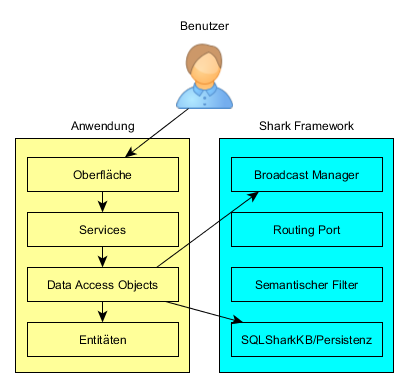 Benutzer
Anwendung
Shark Framework
Oberfläche
Broadcast Manager
Services
Routing Port
Data Access Objects
Semantischer Filter
Entitäten
SQLSharkKB/Persistenz